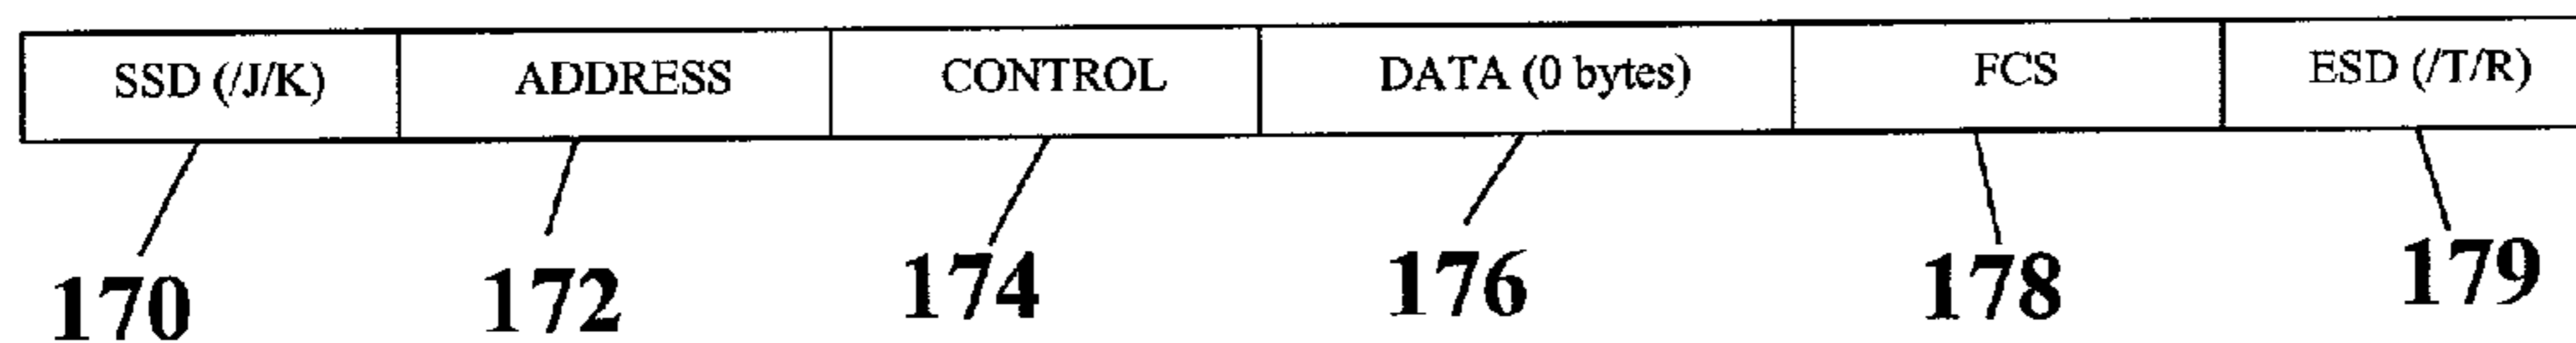 SSD (/J/K) ADDRESS CONTROL DATA (0 bytes) FCS ESD (/T/R)
170 172 174 176 178 179